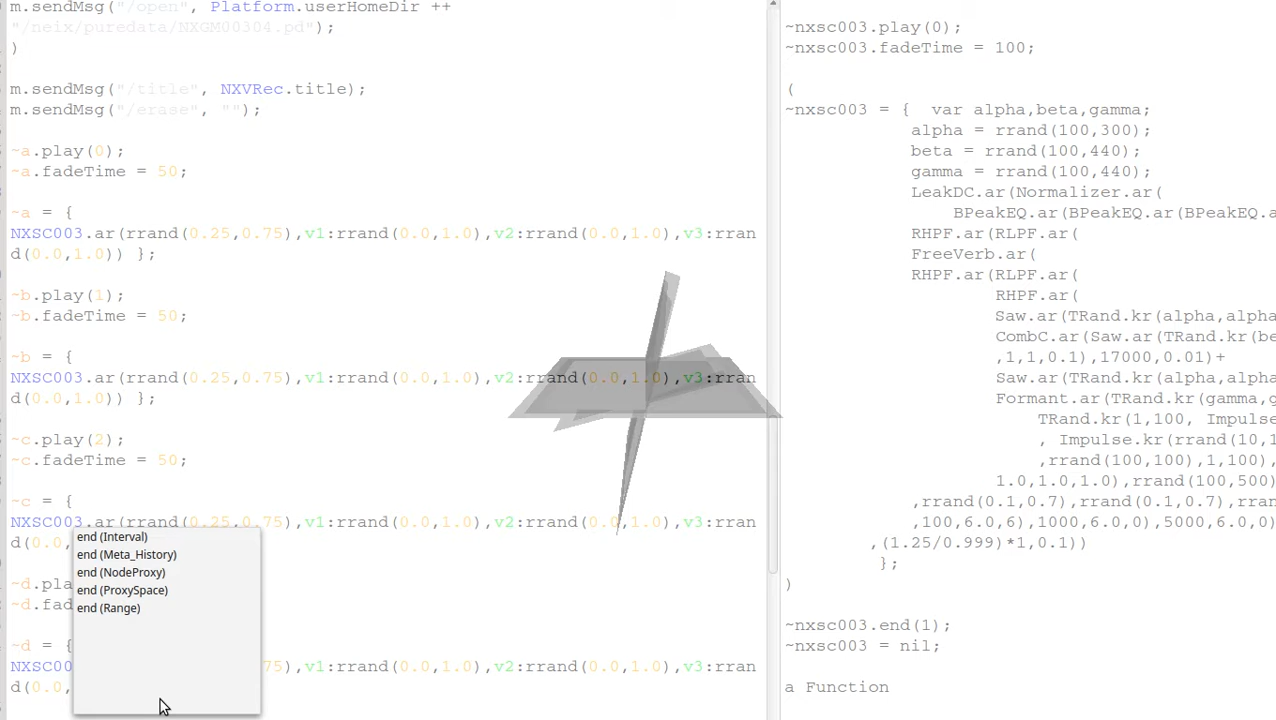 m.sendMsg("/open", Platform.userHomeDir ++
"/neix/puredata/NXGM00304.pd");
)
m.sendMsg("/title", NXVRec.title);
m.sendMsg("/erase", "");
~a.play(0);
~a.fadeTime = 50;
~a = {
NXSC003.ar(rrand(0.25,0.75),v1:rrand(0.0,1.0),v2:rrand(0.0,1.0),v3:rran
d(0.0,1.0)) };
~b.play(1);
~b.fadeTime = 50;
~b = {
NXSC003.ar(rrand(0.25,0.75),v1:rrand(0.0,1.0),v2:rrand(0.0,1.0),v3:rran
d(0.0,1.0)) };
~c.play(2);
~c.fadeTime = 50;
~c = {
NXSC003.ar(rrand(0.25,0.75),v1:rrand(0.0,1.0),v2:rrand(0.0,1.0),v3:rran
d(0.0,
end (Interval)
end (Meta_History)
end (NodeProxy)
end (ProxySpace)
end (Range)
~d.pla
~d.fad
~d = {
NXSC00 75),v1:rrand(0.0,1.0),v2:rrand(0.0,1.0),v3:rran
d(0.0,
~nxsc003.play(0);
~nxsc003.fadeTime = 100;
(
~nxsc003 = {  var alpha,beta,gamma;
alpha = rrand(100,300);
beta = rrand(100,440);
gamma = rrand(100,440);
LeakDC.ar(Normalizer.ar(
BPeakEQ.ar(BPeakEQ.ar(BPeakEQ.a
RHPF.ar(RLPF.ar(
FreeVerb.ar(
RHPF.ar(RLPF.ar(
RHPF.ar(
Saw.ar(TRand.kr(alpha,alpha
CombC.ar(Saw.ar(TRand.kr(be
,1,1,0.1),17000,0.01)+
Saw.ar(TRand.kr(alpha,alpha
Formant.ar(TRand.kr(gamma,g
TRand.kr(1,100, Impulse
, Impulse.kr(rrand(10,1
,rrand(100,100),1,100),
1.0,1.0,1.0),rrand(100,500)
,rrand(0.1,0.7),rrand(0.1,0.7),rran
,100,6.0,6),1000,6.0,0),5000,6.0,0)
,(1.25/0.999)*1,0.1))
};
)
~nxsc003.end(1);
~nxsc003 = nil;
a Function